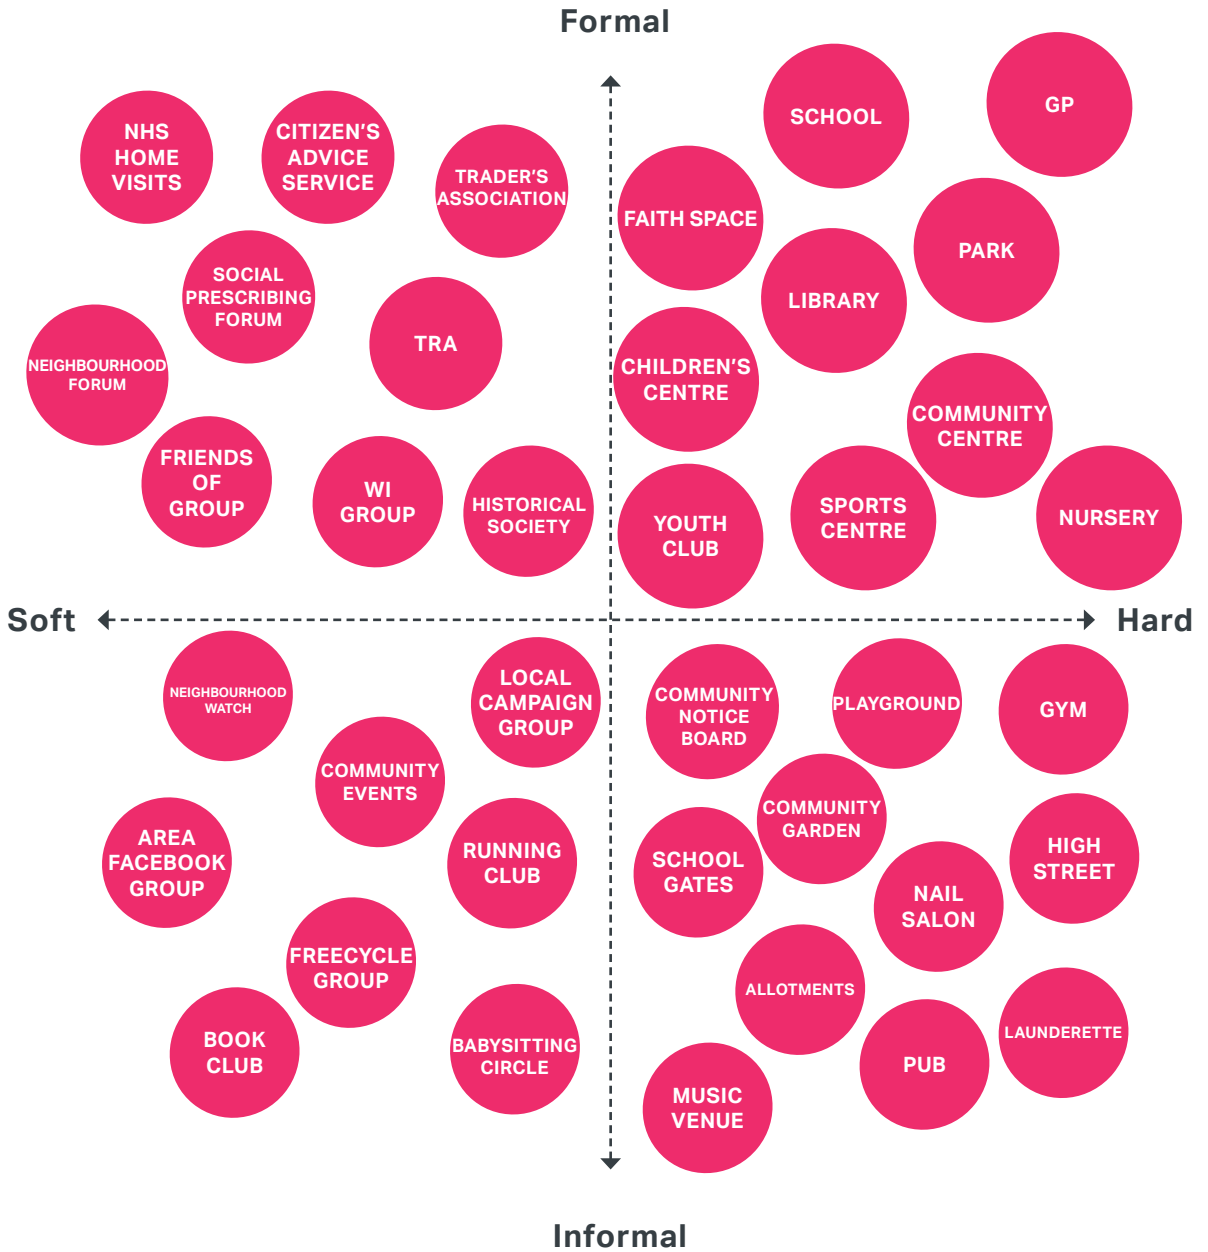 Formal
NHS
HOME
VISITS
CITIZEN'S
ADVICE
SERVICE
TRADER'S
ASSOCIATION
SOCIAL
PRESCRIBING
FORUM
TRA
NEIGHBOURHOOD
FORUM
FRIENDS
OF
GROUP
WI
GROUP
HISTORICAL
SOCIETY
SCHOOL
GP
FAITH SPACE
PARK
LIBRARY
CHILDREN'S
CENTRE
COMMUNITY
CENTRE
YOUTH
CLUB
SPORTS
CENTRE
NURSERY
Soft
Hard
NEIGHBOURHOOD
WATCH
LOCAL
CAMPAIGN
GROUP
COMMUNITY
EVENTS
AREA
FACEBOOK
GROUP
RUNNING
CLUB
FREECYCLE
GROUP
BOOK
CLUB
BABYSITTING
CIRCLE
COMMUNITY
NOTICE
BOARD
PLAYGROUND
GYM
COMMUNITY
GARDEN
SCHOOL
GATES
HIGH
STREET
NAIL
SALON
ALLOTMENTS
LAUNDERETTE
PUB
MUSIC
VENUE
Informal